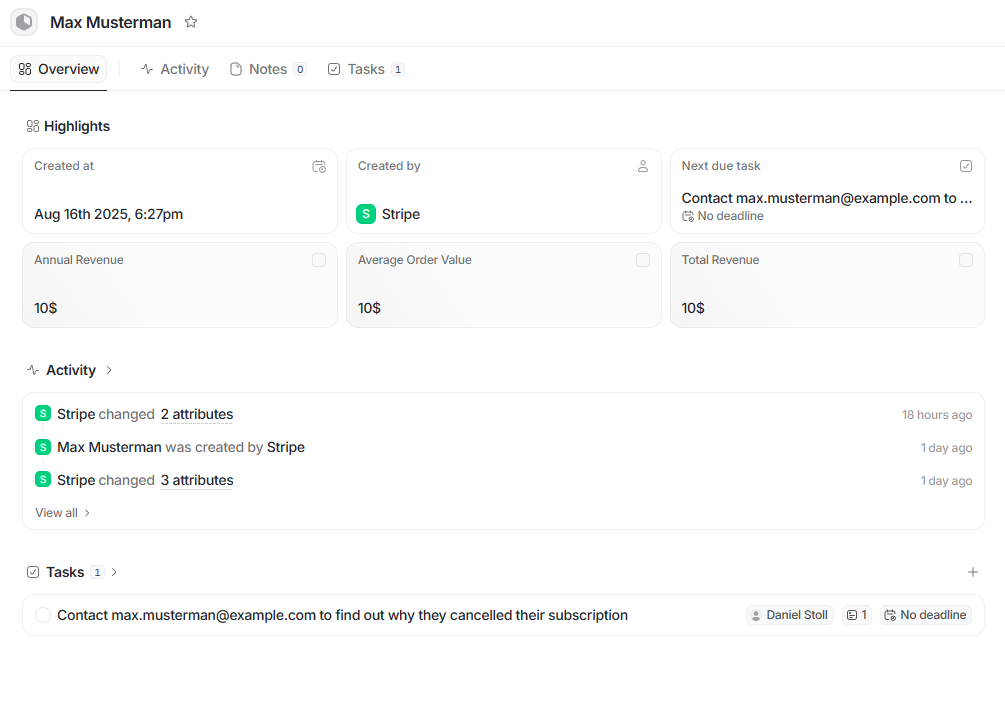 Max Musterman
Overview Activity Notes 0 Tasks 1
Highlights
Created at
Aug 16th 2025, 6:27pm
Created by
S Stripe
Next due task
Contact max.musterman@example.com to ...
No deadline
Annual Revenue
10$
Average Order Value
10$
Total Revenue
10$
Activity
S Stripe changed 2 attributes 18 hours ago
S Max Musterman was created by Stripe 1 day ago
S Stripe changed 3 attributes 1 day ago
View all
Tasks 1
Contact max.musterman@example.com to find out why they cancelled their subscription Daniel Stoll 1 No deadline